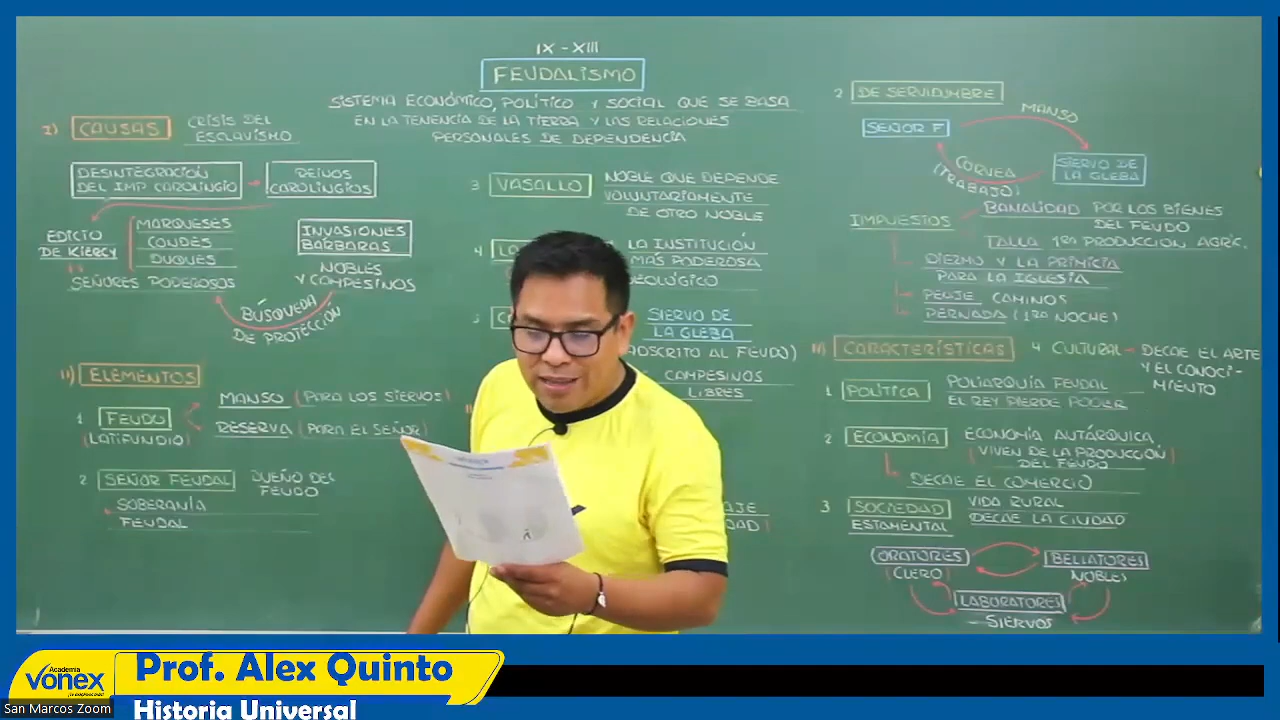 IX - XIII
FEUDALISMO
SISTEMA ECONÓMICO, POLÍTICO Y SOCIAL QUE SE BASA
EN LA TENENCIA DE LA TIERRA Y LAS RELACIONES
PERSONALES DE DEPENDENCIA
I) CAUSAS
CRISIS DEL
ESCLAVISMO
DESINTEGRACIÓN
DEL IMP CAROLINGIO
REINOS
CAROLINGIOS
EDICTO
DE KIERCY
MARQUESES
CONDES
DUQUES
SEÑORES PODEROSOS
INVASIONES
BÁRBARAS
NOBLES
Y CAMPESINOS
BÚSQUEDA
DE PROTECCIÓN
II) ELEMENTOS
1 FEUDO
(LATIFUNDIO)
MANSO (PARA LOS SIERVOS)
RESERVA (PARA EL SEÑOR)
2 SEÑOR FEUDAL
DUEÑO DEL
FEUDO
SOBERANÍA
FEUDAL
3 VASALLO
NOBLE QUE DEPENDE
VOLUNTARIAMENTE
DE OTRO NOBLE
4 LA
LA INSTITUCIÓN
MAS PODEROSA
SIERVO DE
LA GLEBA
ADSCRITO AL FEUDO)
CAMPESINOS
LIBRES
2 DE SERVIDUMBRE
SEÑOR F
MANSO
SIERVO DE
LA GLEBA
CORVEA
(TRABAJO)
IMPUESTOS
BANALIDAD POR LOS BIENES
DEL FEUDO
TALLA 1ra PRODUCCION AGRIC.
DIEZMO Y LA PRIMICIA
PARA LA IGLESIA
PEAJE CAMINOS
PERNADA (1ra NOCHE)
III) CARACTERÍSTICAS
4 CULTURAL
DECAE EL ARTE
Y EL CONOCI-
MIENTO
1 POLÍTICA
POLIARQUÍA FEUDAL
EL REY PIERDE PODER
2 ECONOMÍA
ECONOMÍA AUTÁRQUICA
(VIVEN DE LA PRODUCCIÓN
DEL FEUDO)
DECAE EL COMERCIO
3 SOCIEDAD
ESTAMENTAL
VIDA RURAL
DECAE LA CIUDAD
ORATORES
(CLERO)
BELLATORES
NOBLES
LABORATORES
- SIERVOS
Academia
VONEX
San Marcos Zoom
Prof. Alex Quinto
Historia Universal